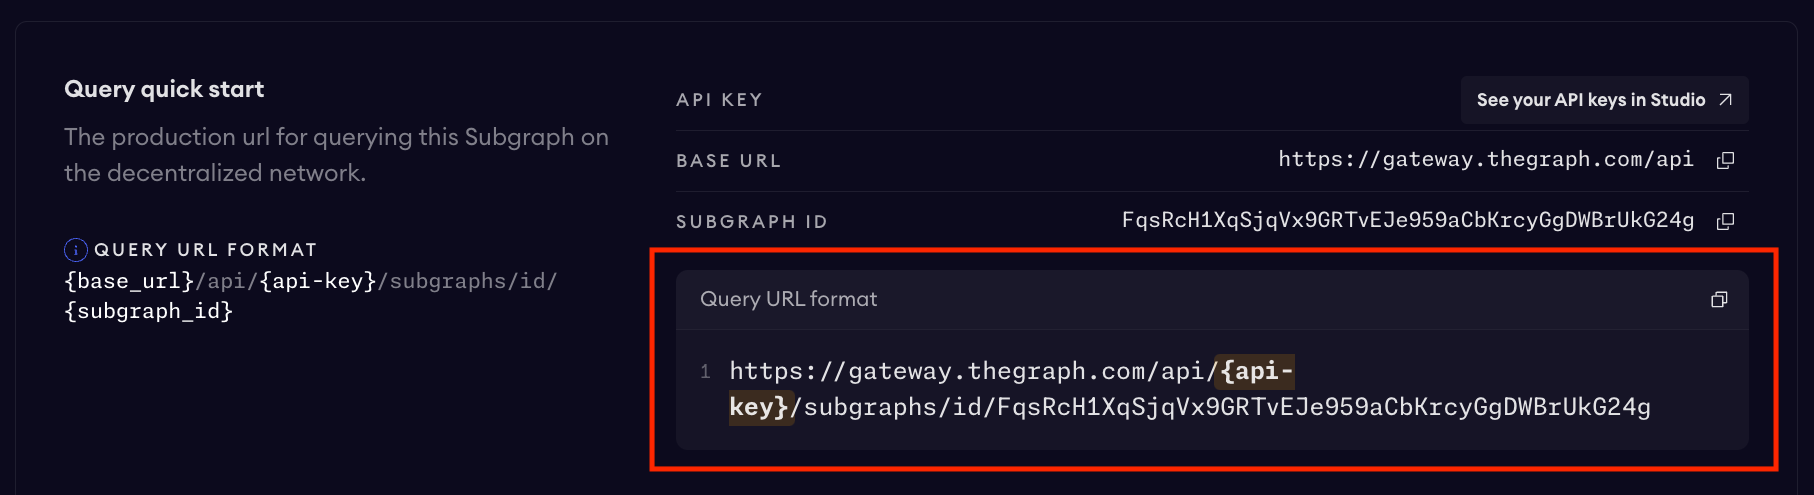 Query quick start
The production url for querying this Subgraph on
the decentralized network.
QUERY URL FORMAT
{base_url}/api/{api-key}/subgraphs/id/
{subgraph_id}
API KEY
See your API keys in Studio
BASE URL
https://gateway.thegraph.com/api
SUBGRAPH ID
FqsRcH1XqSjqVx9GRTvEJe959aCbKrcyGgDWBrUkG24g
Query URL format
1 https://gateway.thegraph.com/api/{api-
key}/subgraphs/id/FqsRcH1XqSjqVx9GRTvEJe959aCbKrcyGgDWBrUkG24g